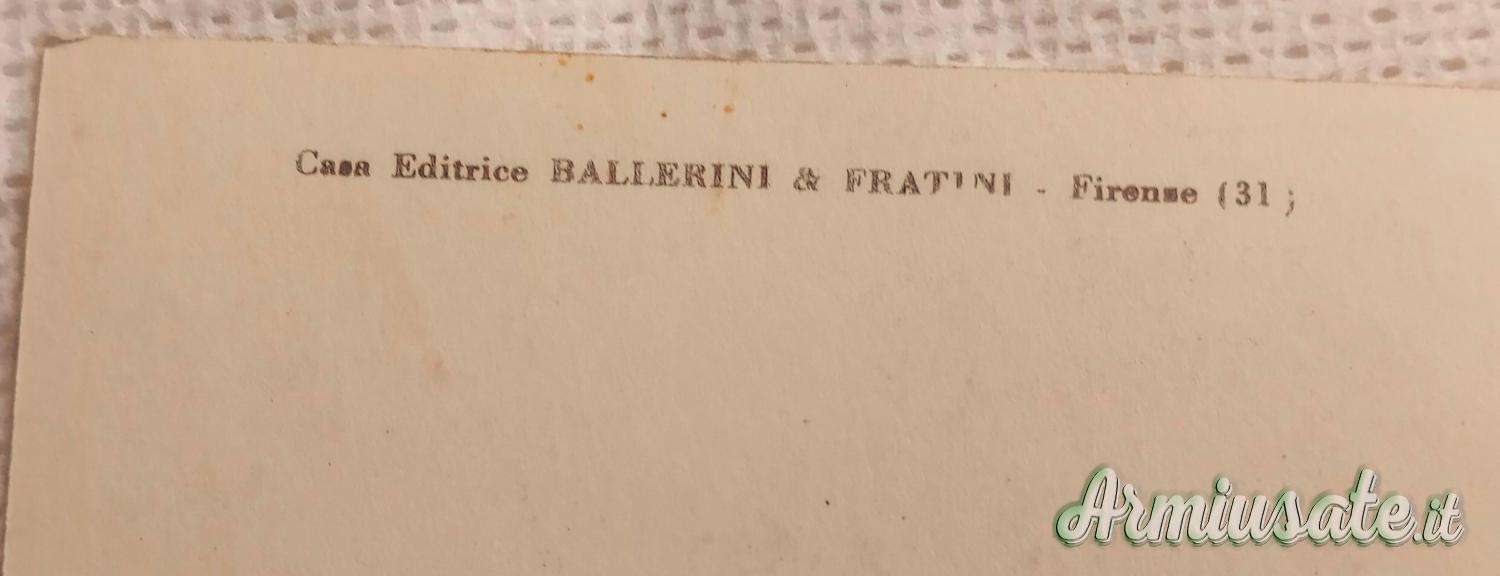 Casa Editrice BALLERINI & FRATINI - Firenze (31)
Armiusate.it